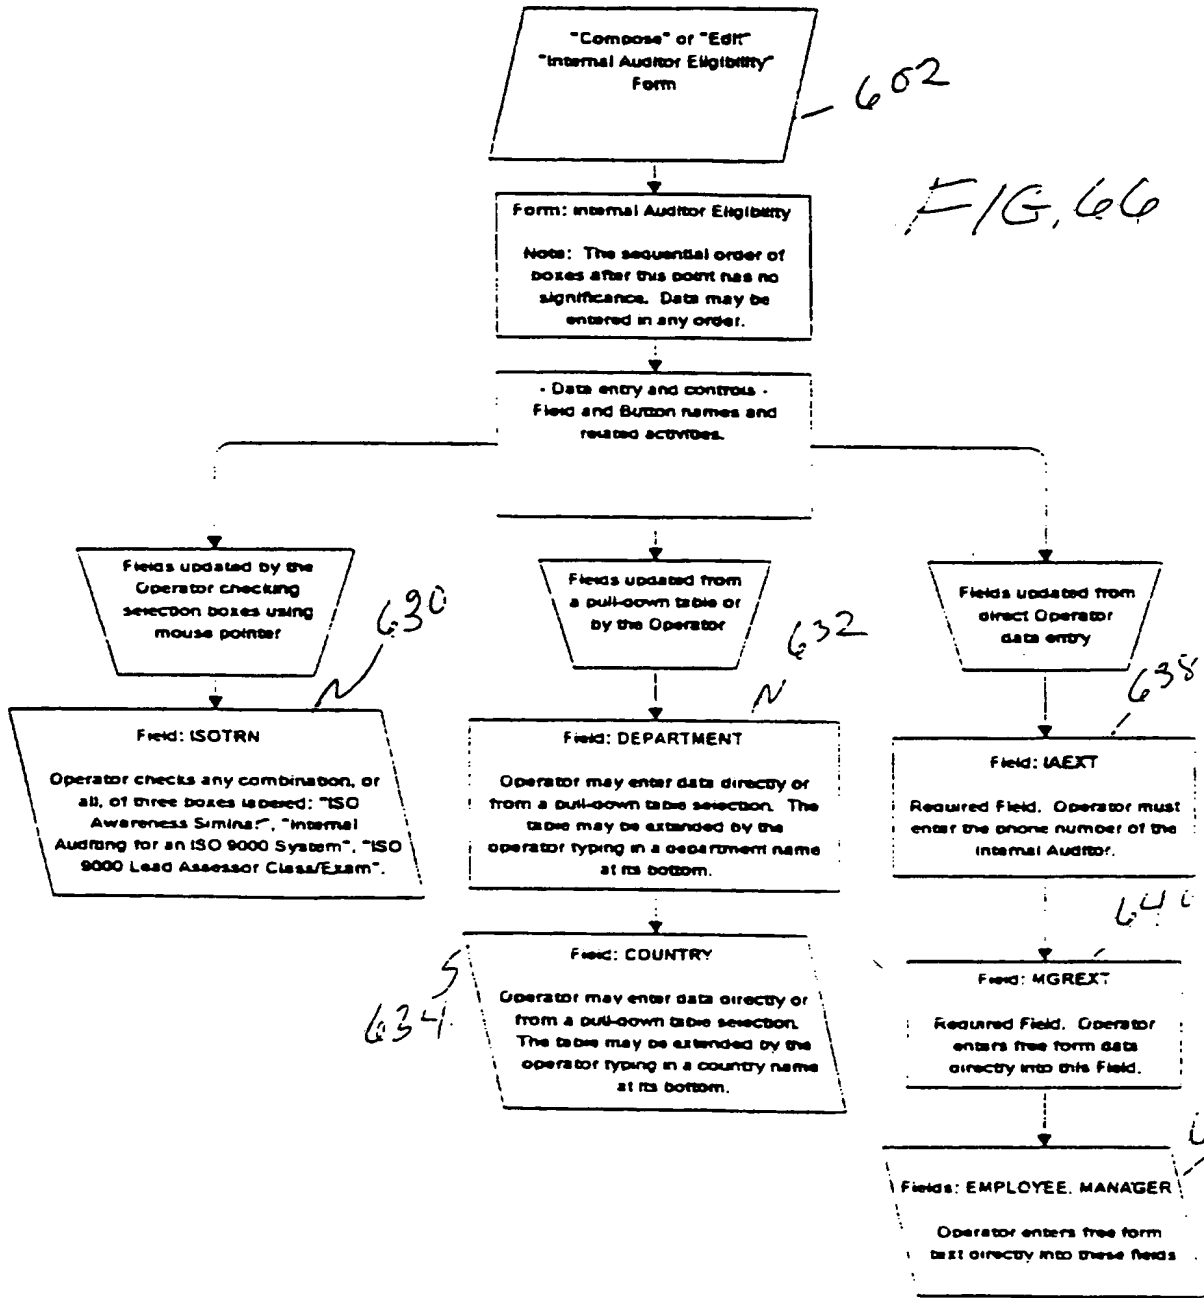 "Compose" or "Edit"
"Internal Auditor Eligibility"
Form
602
FIG. 66
Form: Internal Auditor Eligibility
Note: The sequential order of
boxes after this point has no
significance. Data may be
entered in any order.
- Data entry and controls -
Field and Button names and
related activities.
Fields updated by the
Operator checking
selection boxes using
mouse pointer
630
Field: ISOTRN
Operator checks any combination, or
all, of three boxes labered: "ISO
Awareness Siminar", "Internal
Auditing for an ISO 9000 System", "ISO
9000 Lead Assessor Class/Exam".
Fields updated from
a pull-down table or
by the Operator
632
Field: DEPARTMENT
Operator may enter data directly or
from a pull-down table selection. The
table may be extended by the
operator typing in a department name
at its bottom.
634
Field: COUNTRY
Operator may enter data directly or
from a pull-down table selection.
The table may be extended by the
operator typing in a country name
at its bottom.
Fields updated from
direct Operator
data entry
638
Field: IAEXT
Required Field. Operator must
enter the phone number of the
Internal Auditor.
Field: MGREXT
Required Field. Operator
enters free form data
directly into this Field.
Fields: EMPLOYEE. MANAGER
Operator enters free form
text directly into these fields